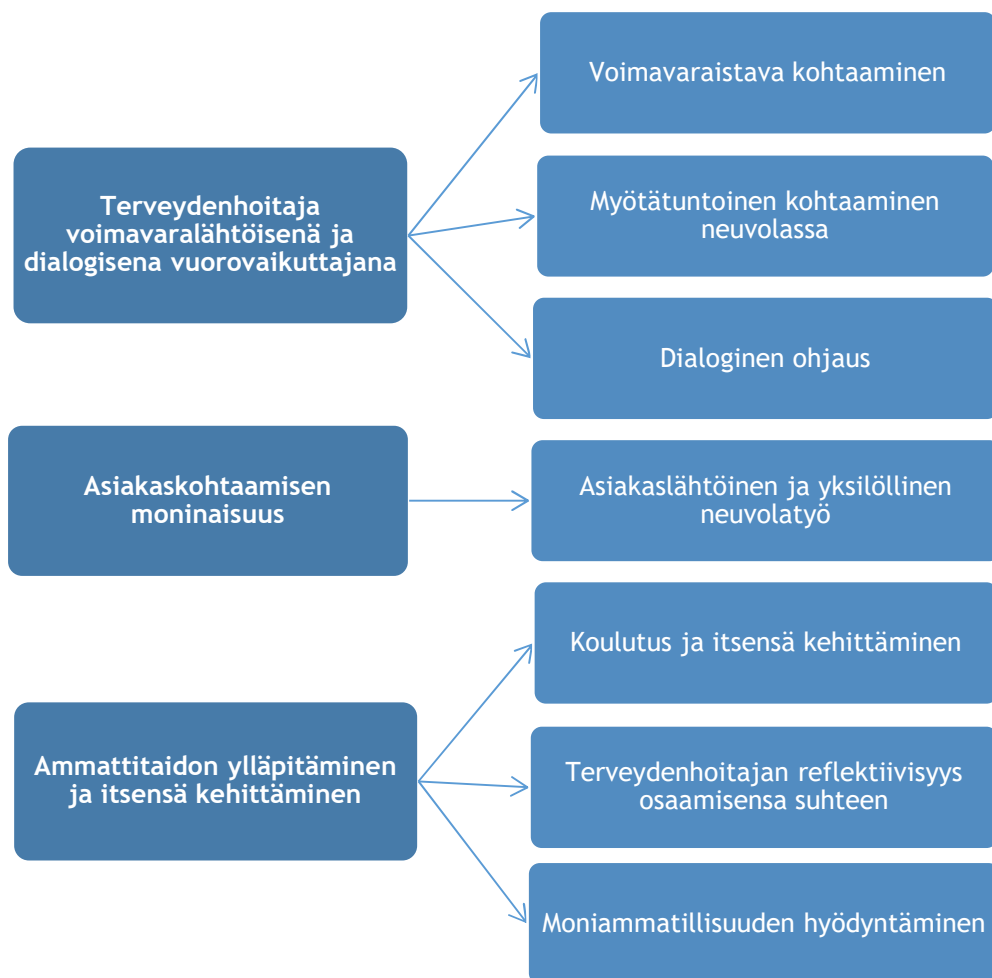 Terveydenhoitaja
voimavaralähtöisenä ja
dialogisena vuorovaikuttajana
Voimavaraistava kohtaaminen
Myötätuntoinen kohtaaminen
neuvolassa
Dialoginen ohjaus
Asiakaskohtaamisen
moninaisuus
Asiakaslähtöinen ja yksilöllinen
neuvolatyö
Ammattitaidon ylläpitäminen
ja itsensä kehittäminen
Koulutus ja itsensä kehittäminen
Terveydenhoitajan reflektiivisyys
osaamisensa suhteen
Moniammatillisuuden hyödyntäminen